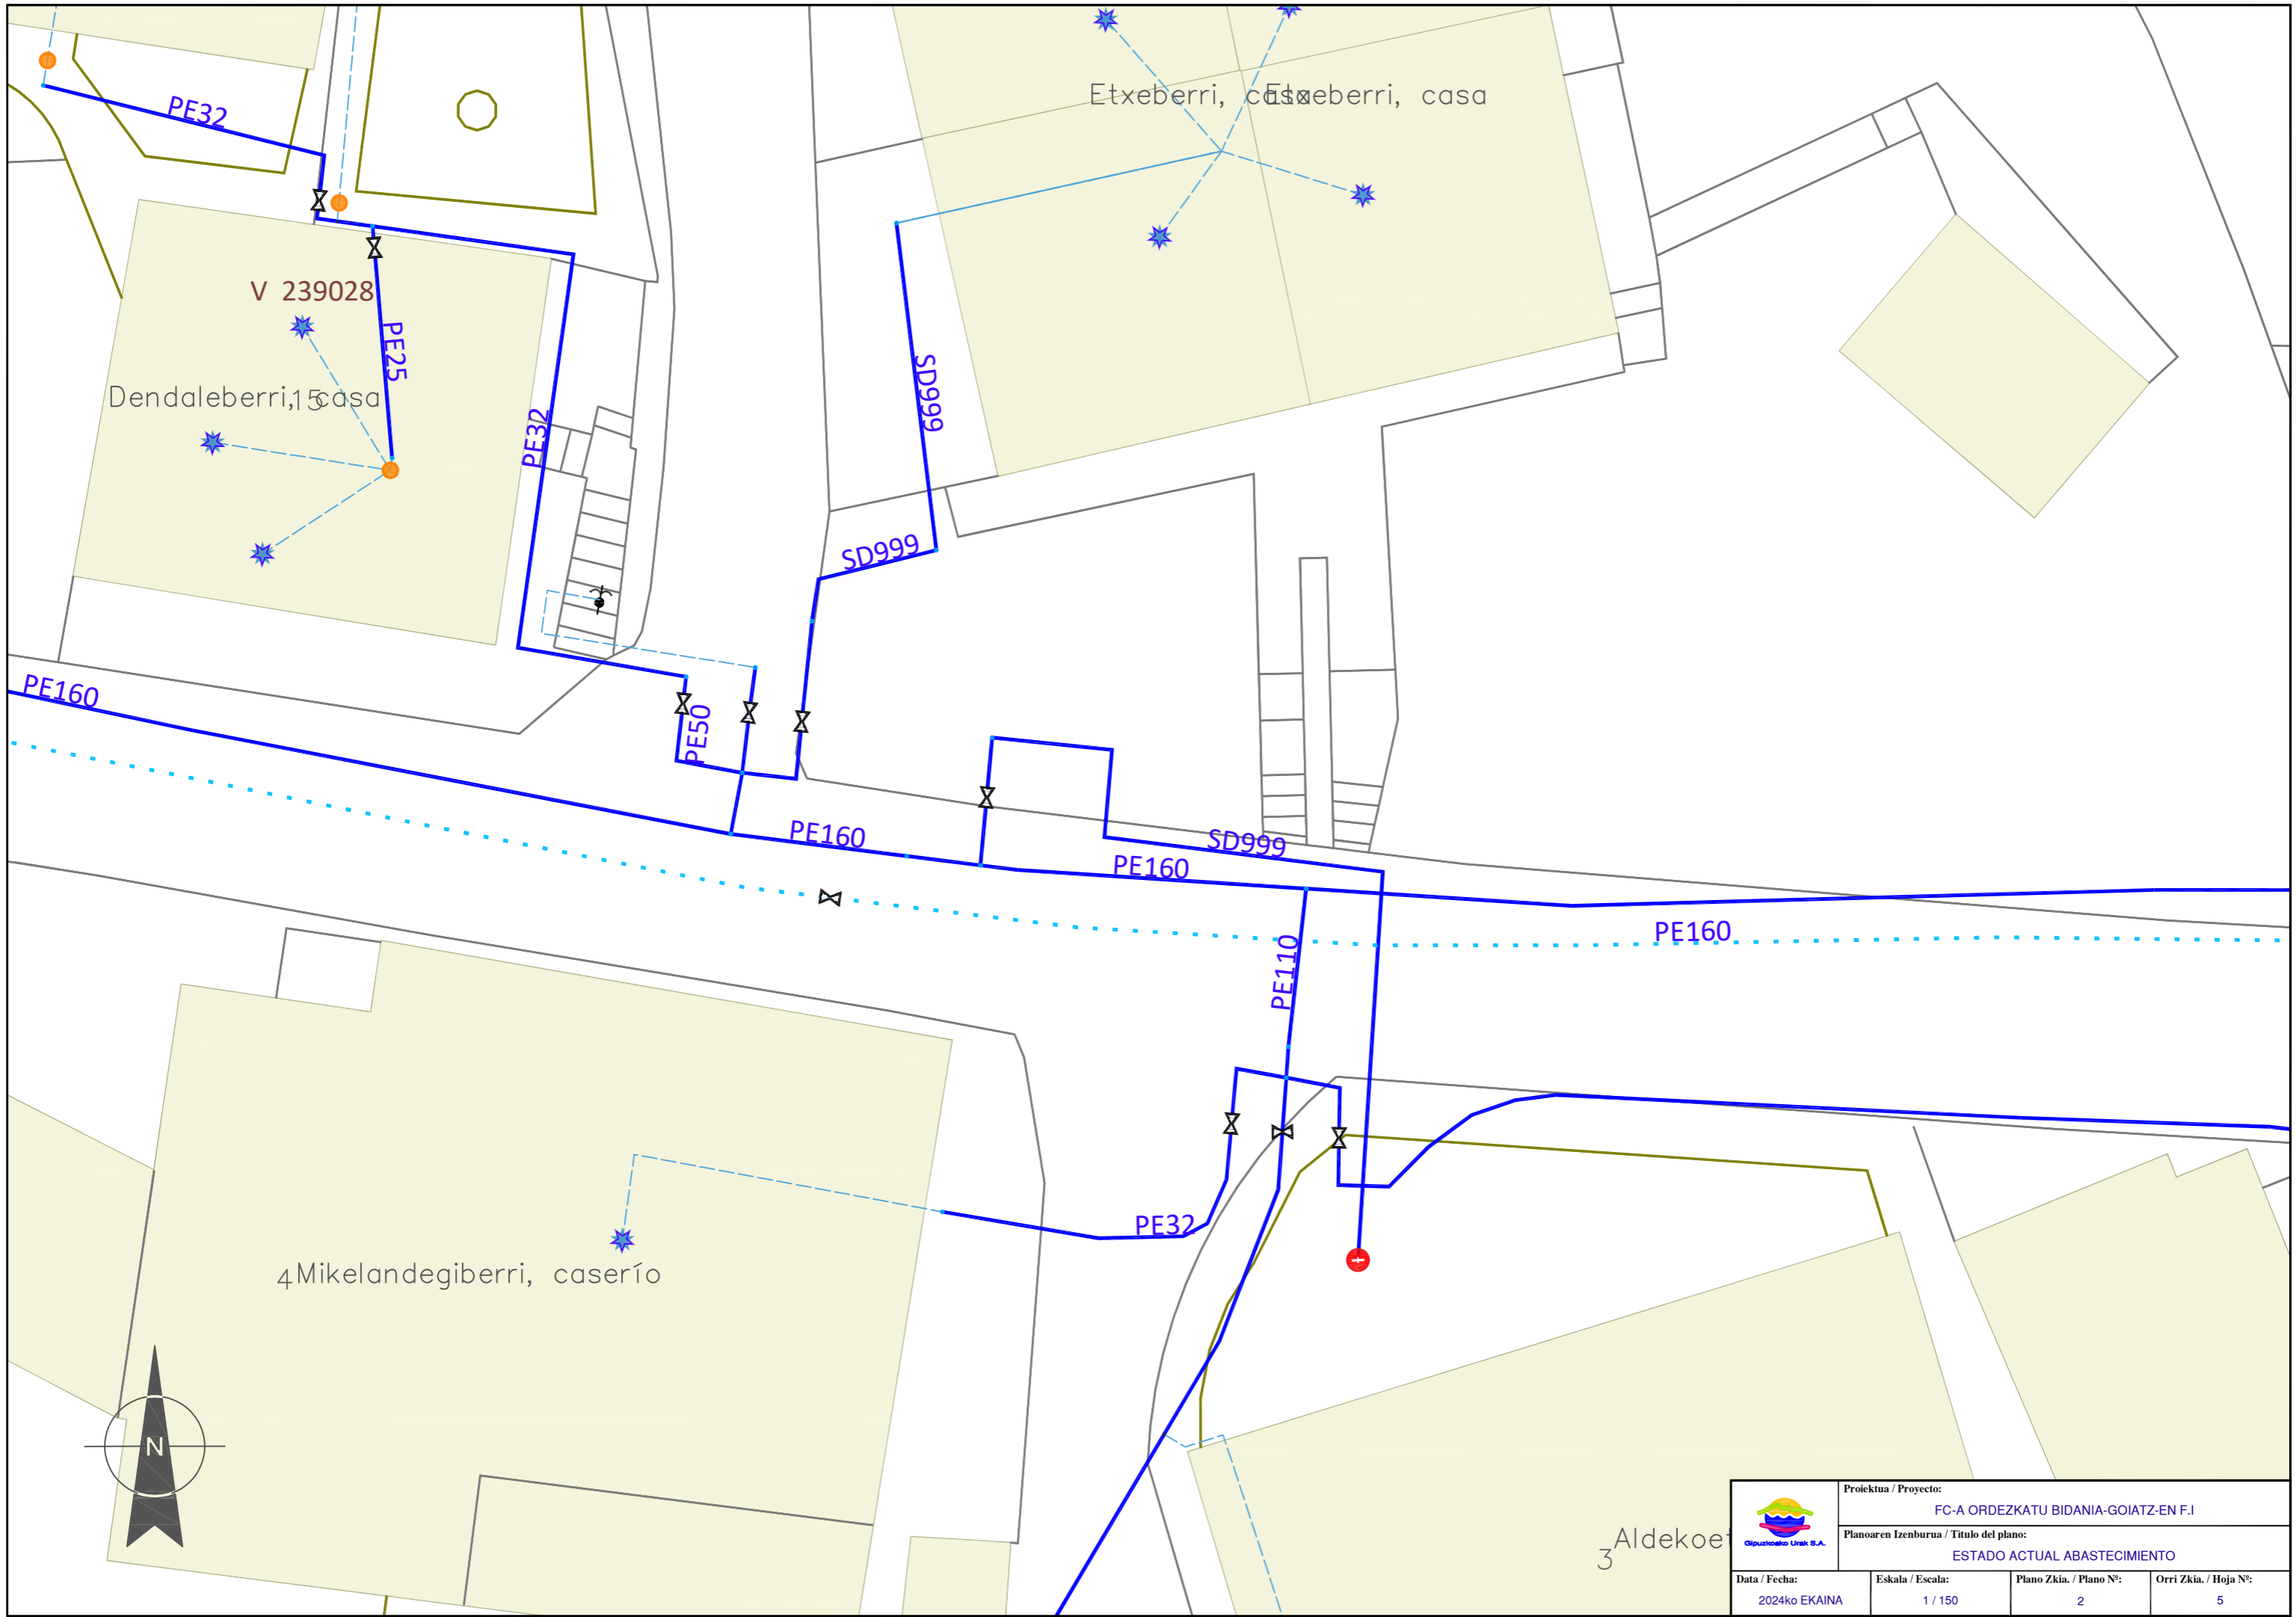 Etxeberri, casa
Etxeberri, casa
PE32
V 239028
PE25
Dendaleberri, casa
15
SD999
PE32
SD999
PE160
PE50
PE160
SD999
PE160
PE160
PE110
PE32
4 Mikelandegiberri, caserío
N
3
Proiektua / Proyecto:
FC-A ORDEZKATU BIDANIA-GOIATZ-EN F.I
Planoaren Izenburua / Titulo del plano:
ESTADO ACTUAL ABASTECIMIENTO
Gipuzkoako Urak S.A.
Data / Fecha:
2024ko EKAINA
Eskala / Escala:
1 / 150
Plano Zkia. / Plano Nº:
2
Orri Zkia. / Hoja Nº:
5